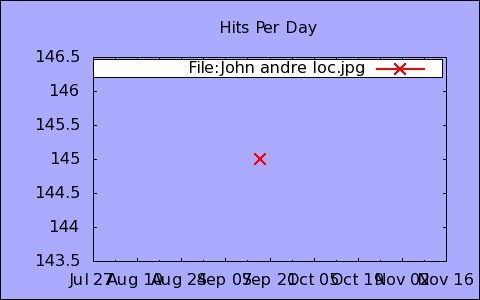 Hits Per Day
146.5
File:John andre loc.jpg
146
145.5
145
144.5
144
143.5
Jul 27 Aug 10 Aug 24 Sep 07 Sep 21 Oct 05 Oct 19 Nov 02 Nov 16